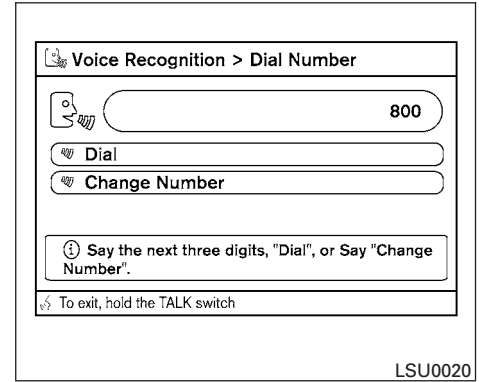 Voice Recognition > Dial Number
800
Dial
Change Number
i Say the next three digits, "Dial", or Say "Change
Number".
To exit, hold the TALK switch
LSU0020